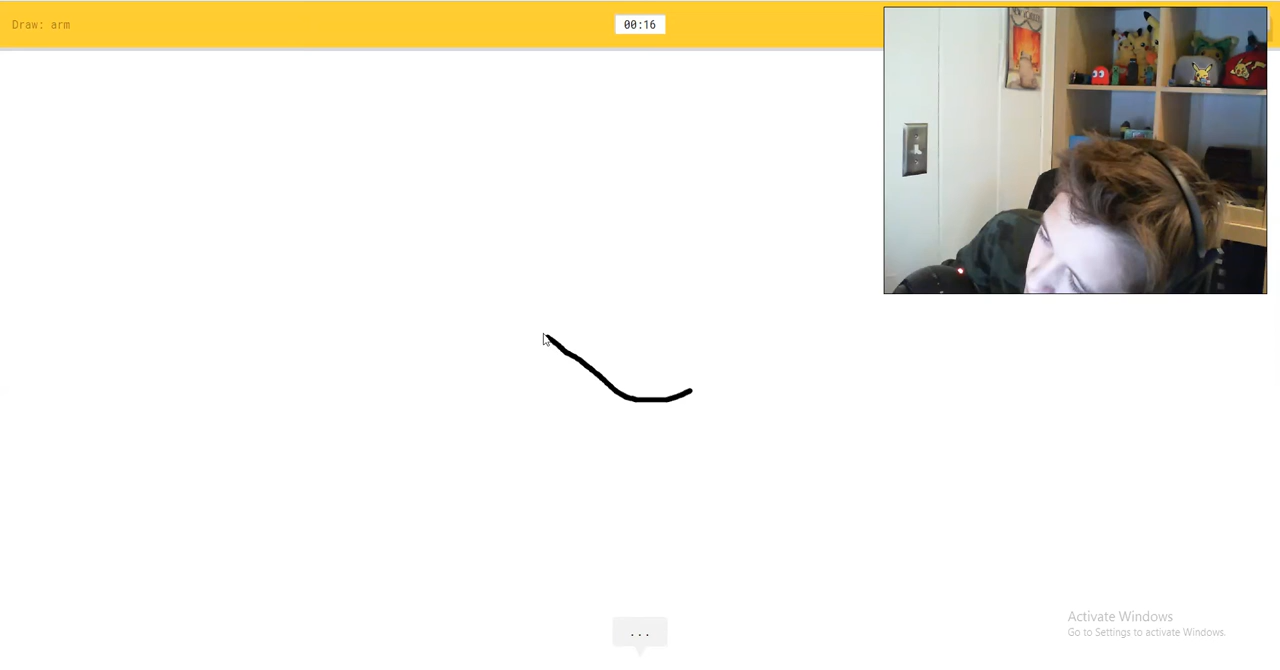 Draw: arm
00:16
...
Activate Windows
Go to Settings to activate Windows.